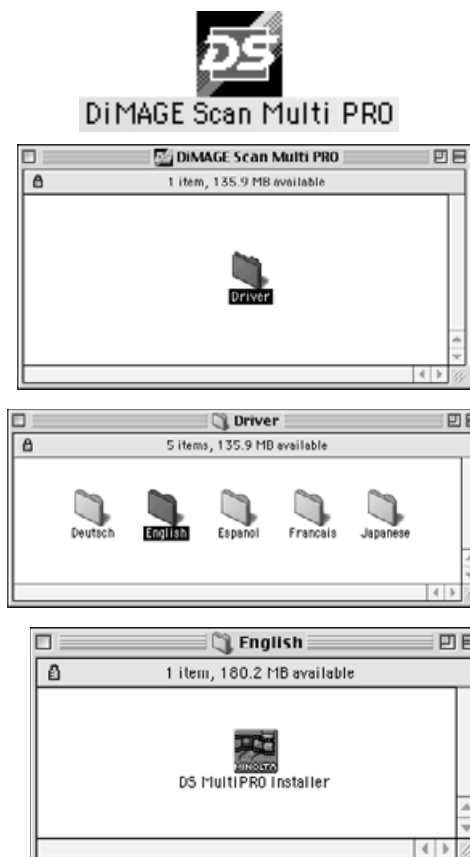 DS
DiMAGE Scan Multi PRO
DS DiMAGE Scan Multi PRO
1 item, 135.9 MB available
Driver
Driver
5 items, 135.9 MB available
Deutsch English Espanol Francais Japanese
English
1 item, 180.2 MB available
MINOLTA
DS MultiPRO Installer